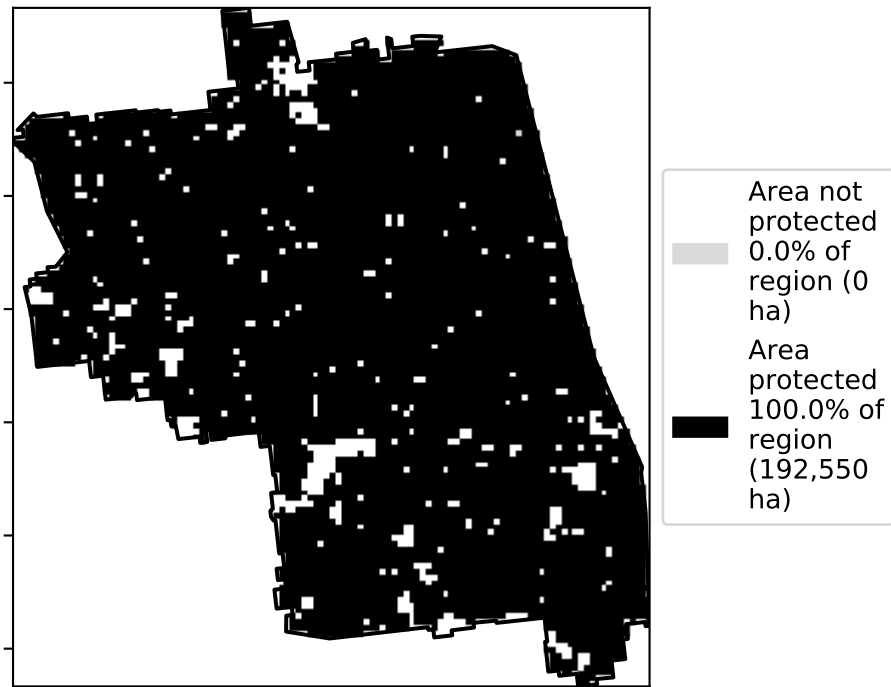 Area not
protected
0.0% of
region (0
ha)
Area
protected
100.0% of
region
(192,550
ha)